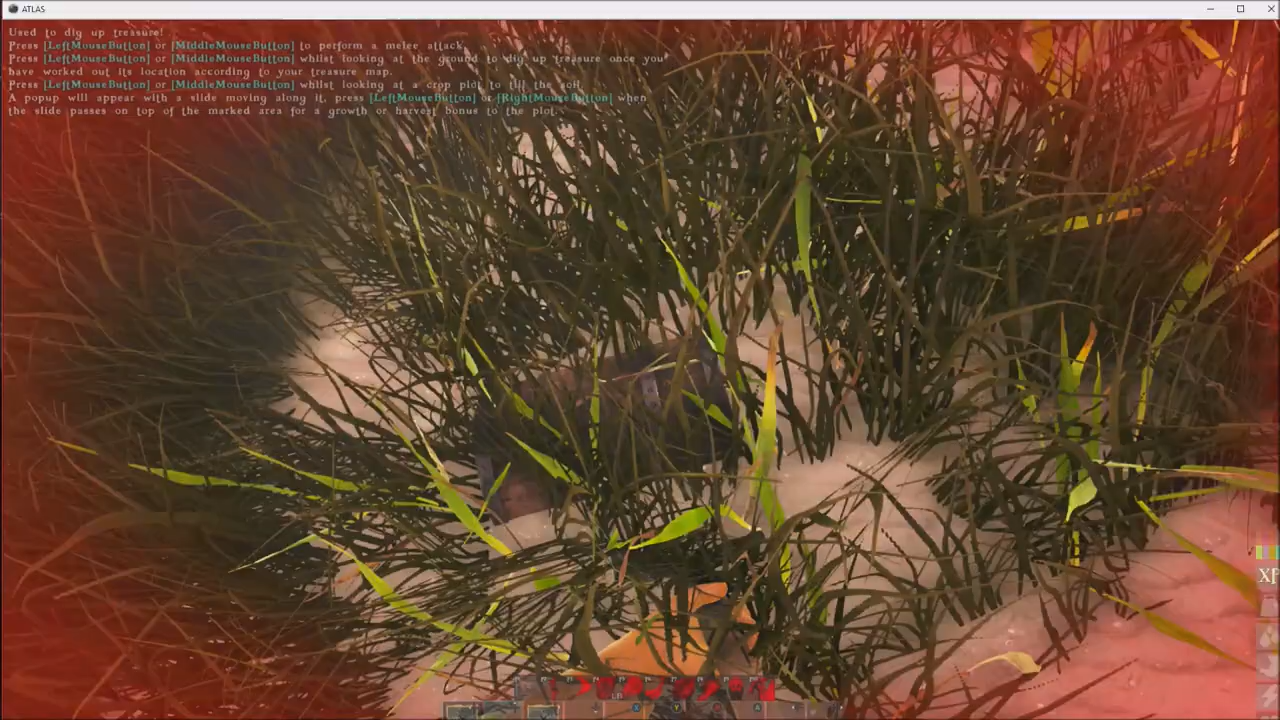 ATLAS
Used to dig up treasure!
Press [LeftMouseButton] or [MiddleMouseButton] to perform a melee attack.
Press [LeftMouseButton] or [MiddleMouseButton] whilst looking at the ground to dig up treasure once you
have worked out its location according to your treasure map.
Press [LeftMouseButton] or [MiddleMouseButton] whilst looking at a crop plot to till the soil.
A popup will appear with a slide moving along it, press [LeftMouseButton] or [RightMouseButton] when
the slide passes on top of the marked area for a growth or harvest bonus to the plot.
XP
LB
X Y A